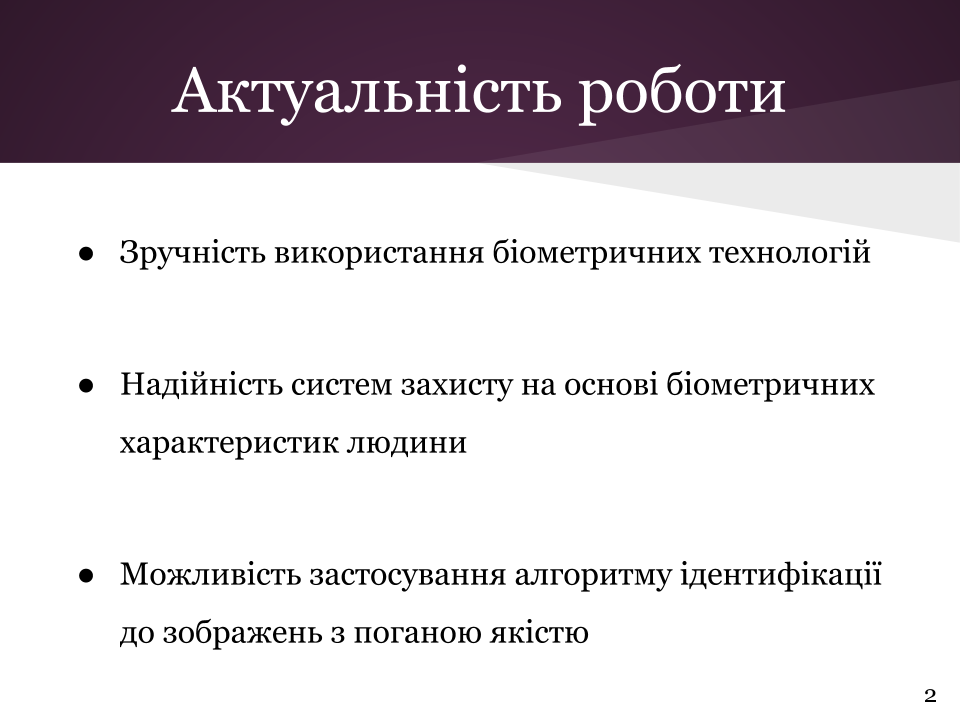 Актуальність роботи
● Зручність використання біометричних технологій
● Надійність систем захисту на основі біометричних
характеристик людини
● Можливість застосування алгоритму ідентифікації
до зображень з поганою якістю
2